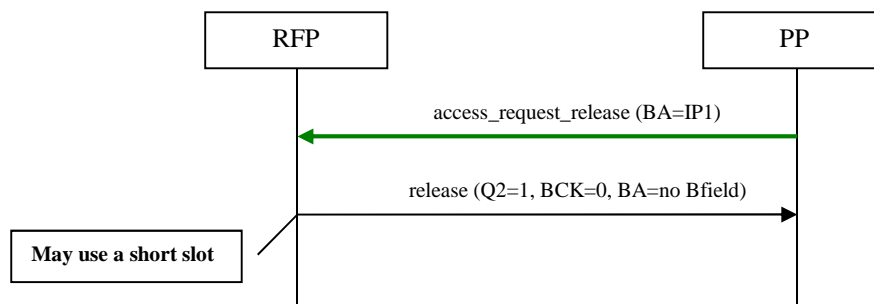 RFP
PP
access_request_release (BA=IP1)
release (Q2=1, BCK=0, BA=no Bfield)
May use a short slot